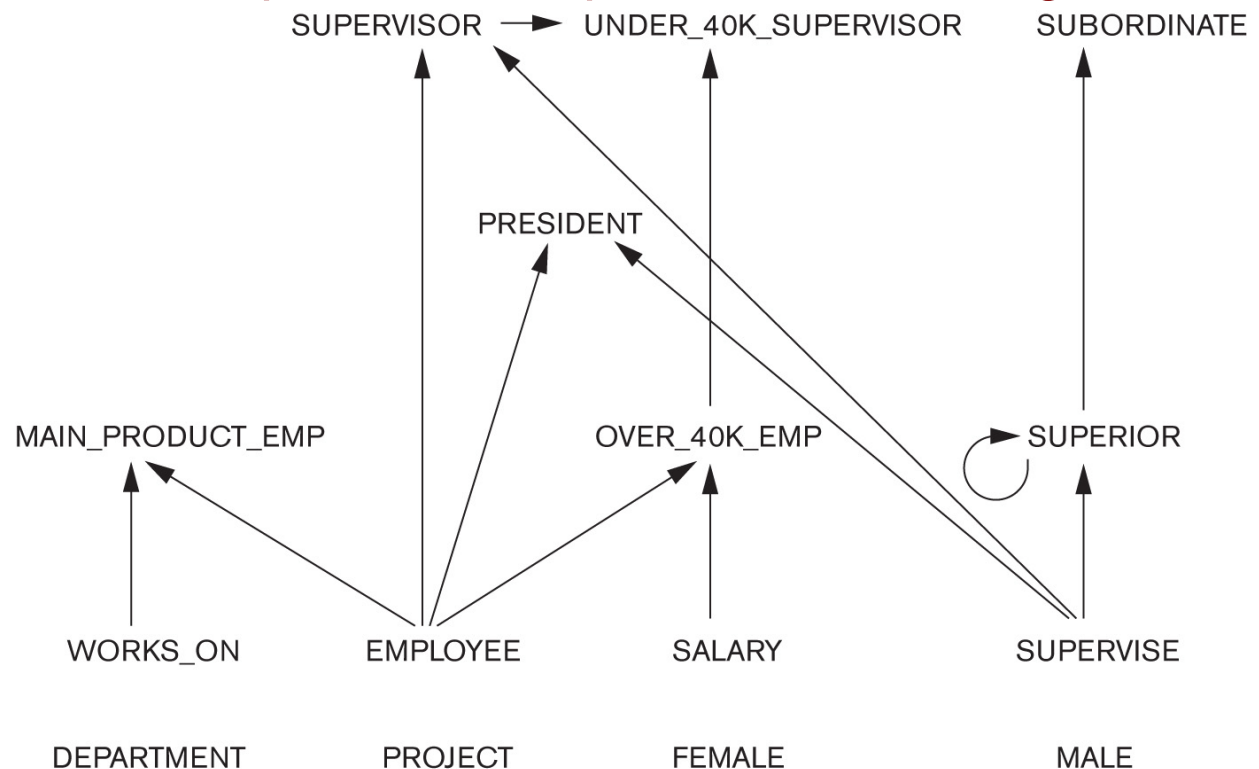 SUPERVISOR UNDER_40K_SUPERVISOR SUBORDINATE
PRESIDENT
MAIN_PRODUCT_EMP OVER_40K_EMP SUPERIOR
WORKS_ON EMPLOYEE SALARY SUPERVISE
DEPARTMENT PROJECT FEMALE MALE